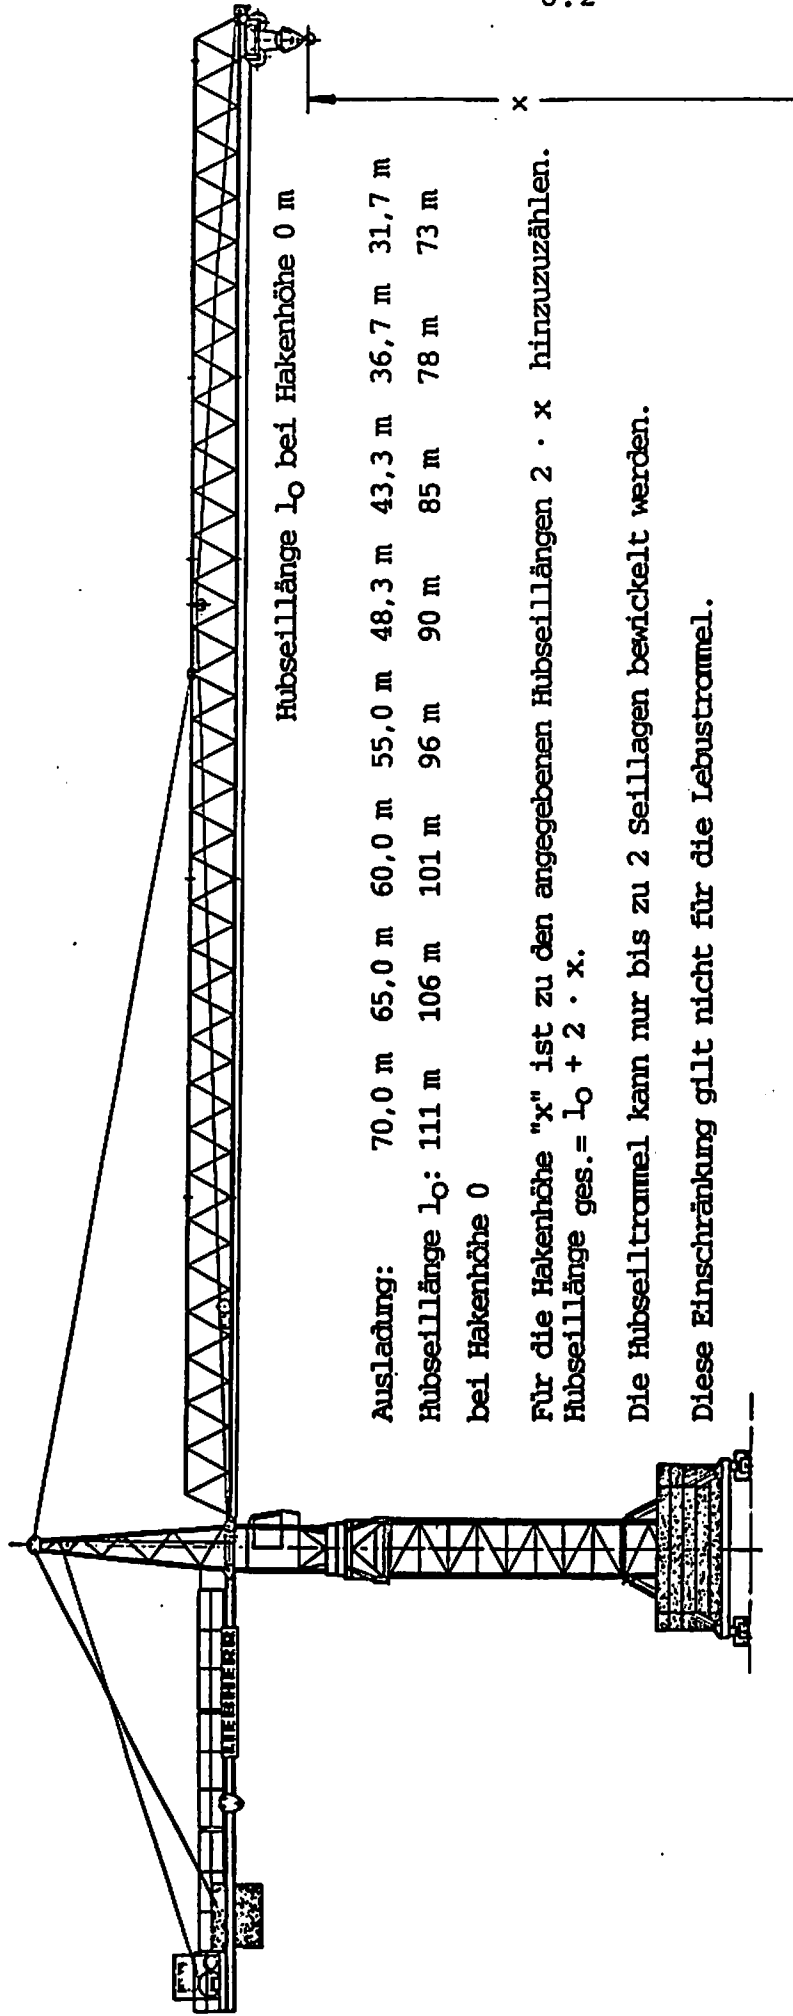 Hubseillänge lo bei Hakenhöhe 0 m
Ausladung: 70,0 m 65,0 m 60,0 m 55,0 m 48,3 m 43,3 m 36,7 m 31,7 m
Hubseillänge lo: 111 m 106 m 101 m 96 m 90 m 85 m 78 m 73 m
bei Hakenhöhe 0
Für die Hakenhöhe "x" ist zu den angegebenen Hubseillängen 2 · x hinzuzuzählen.
Hubseillänge ges.= lo + 2 · x.
Die Hubseiltrommel kann nur bis zu 2 Seillagen bewickelt werden.
Diese Einschränkung gilt nicht für die Lebustrommel.
LIEBHERR
x